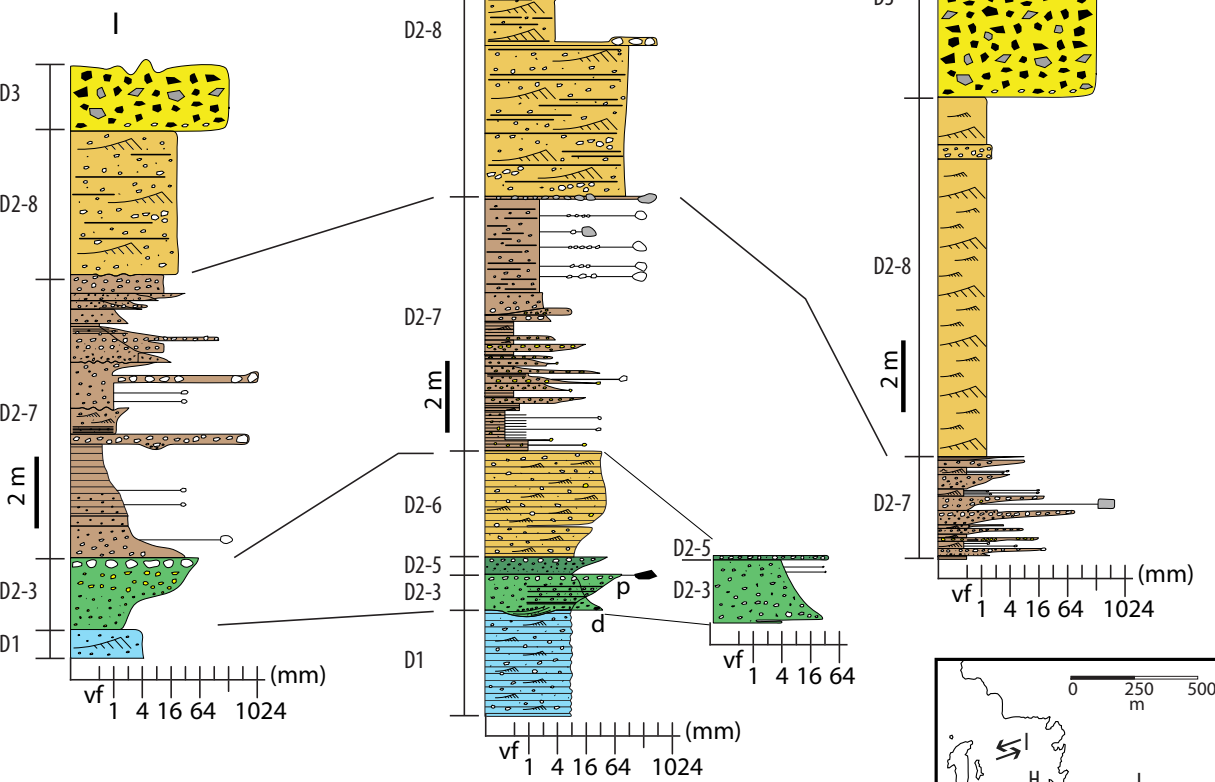 I
D3
D2-8
D2-7
2 m
D2-3
D1
vf 1 4 16 64 1024 (mm)
D2-8
D2-7
2 m
D2-6
D2-5
D2-3
D1
p
d
vf 1 4 16 64 1024 (mm)
D2-5
D2-3
vf 1 4 16 64
D2-8
2 m
D2-7
vf 1 4 16 64 1024 (mm)
0 250 500
m
I
H